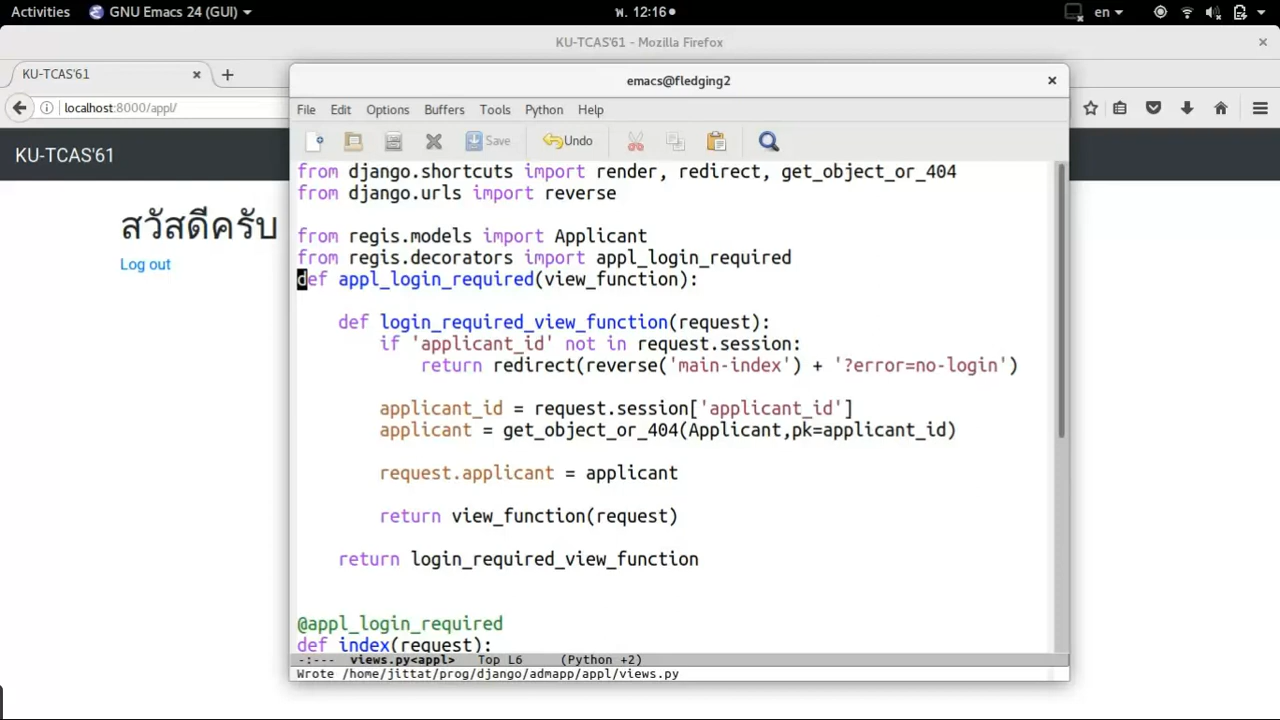 Activities GNU Emacs 24 (GUI) พ. 12:16 en
KU-TCAS'61 - Mozilla Firefox
KU-TCAS'61
emacs@fledging2
localhost:8000/appl/
File Edit Options Buffers Tools Python Help
Save Undo
KU-TCAS'61
from django.shortcuts import render, redirect, get_object_or_404
from django.urls import reverse
สวัสดีครับ
Log out
from regis.models import Applicant
from regis.decorators import appl_login_required
def appl_login_required(view_function):
def login_required_view_function(request):
if 'applicant_id' not in request.session:
return redirect(reverse('main-index') + '?error=no-login')
applicant_id = request.session['applicant_id']
applicant = get_object_or_404(Applicant,pk=applicant_id)
request.applicant = applicant
return view_function(request)
return login_required_view_function
@appl_login_required
def index(request):
-:--- views.py<appl> Top L6 (Python +2)
Wrote /home/jittat/prog/django/admapp/appl/views.py